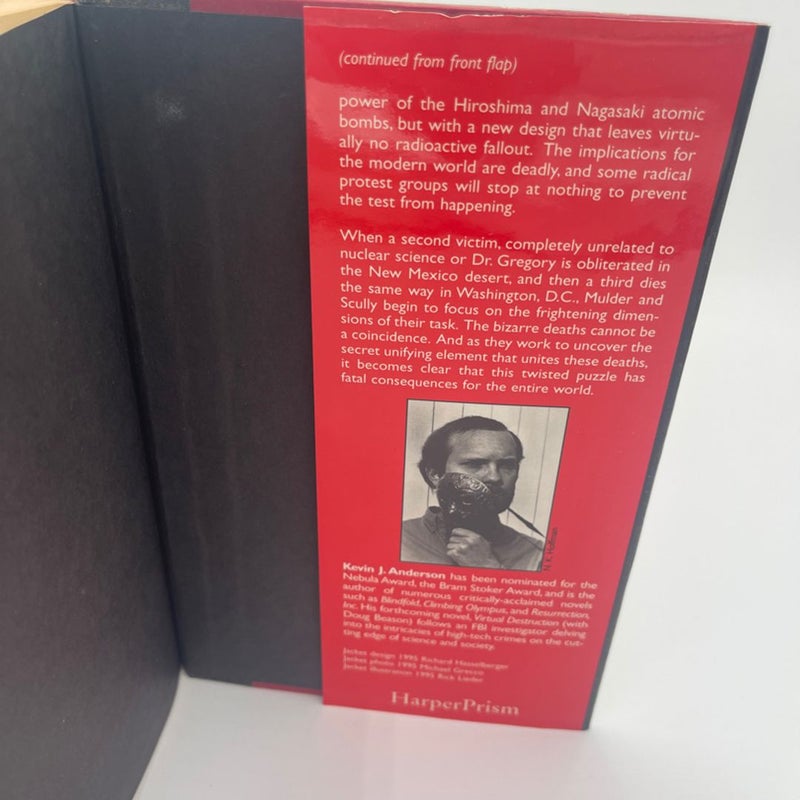 (continued from front flap)
power of the Hiroshima and Nagasaki atomic
bombs, but with a new design that leaves virtu-
ally no radioactive fallout. The implications for
the modern world are deadly, and some radical
protest groups will stop at nothing to prevent
the test from happening.
When a second victim, completely unrelated to
nuclear science or Dr. Gregory is obliterated in
the New Mexico desert, and then a third dies
the same way in Washington, D.C., Mulder and
Scully begin to focus on the frightening dimen-
sions of their task. The bizarre deaths cannot be
a coincidence. And as they work to uncover the
secret unifying element that unites these deaths,
it becomes clear that this twisted puzzle has
fatal consequences for the entire world.
N. K. Hoffman
Kevin J. Anderson has been nominated for the
Nebula Award, the Bram Stoker Award, and is the
author of numerous critically-acclaimed novels
such as Blindfold, Climbing Olympus, and Resurrection,
Inc. His forthcoming novel, Virtual Destruction (with
Doug Beason) follows an FBI investigator delving
into the intricacies of high-tech crimes on the cut-
ting edge of science and society.
Jacket design 1995 Richard Hasselberger
Jacket photo 1995 Michael Grecco
Jacket illustration 1995 Rick Lieder
HarperPrism